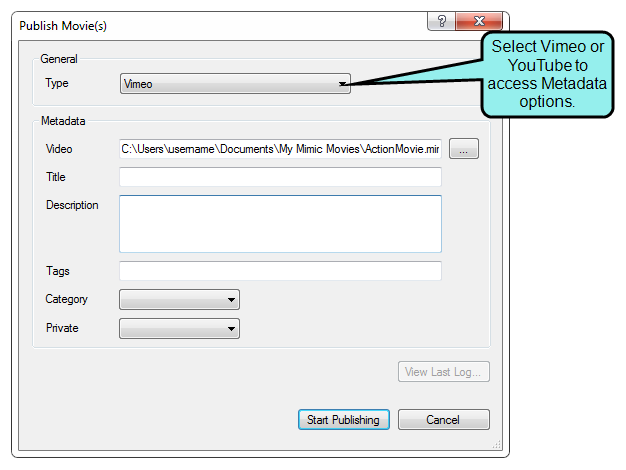 Publish Movie(s)
?
Select Vimeo or
YouTube to
access Metadata
options.
General
Type
Vimeo
Metadata
Video
C:\Users\username\Documents\My Mimic Movies\ActionMovie.mir
...
Title
Description
Tags
Category
Private
View Last Log...
Start Publishing
Cancel